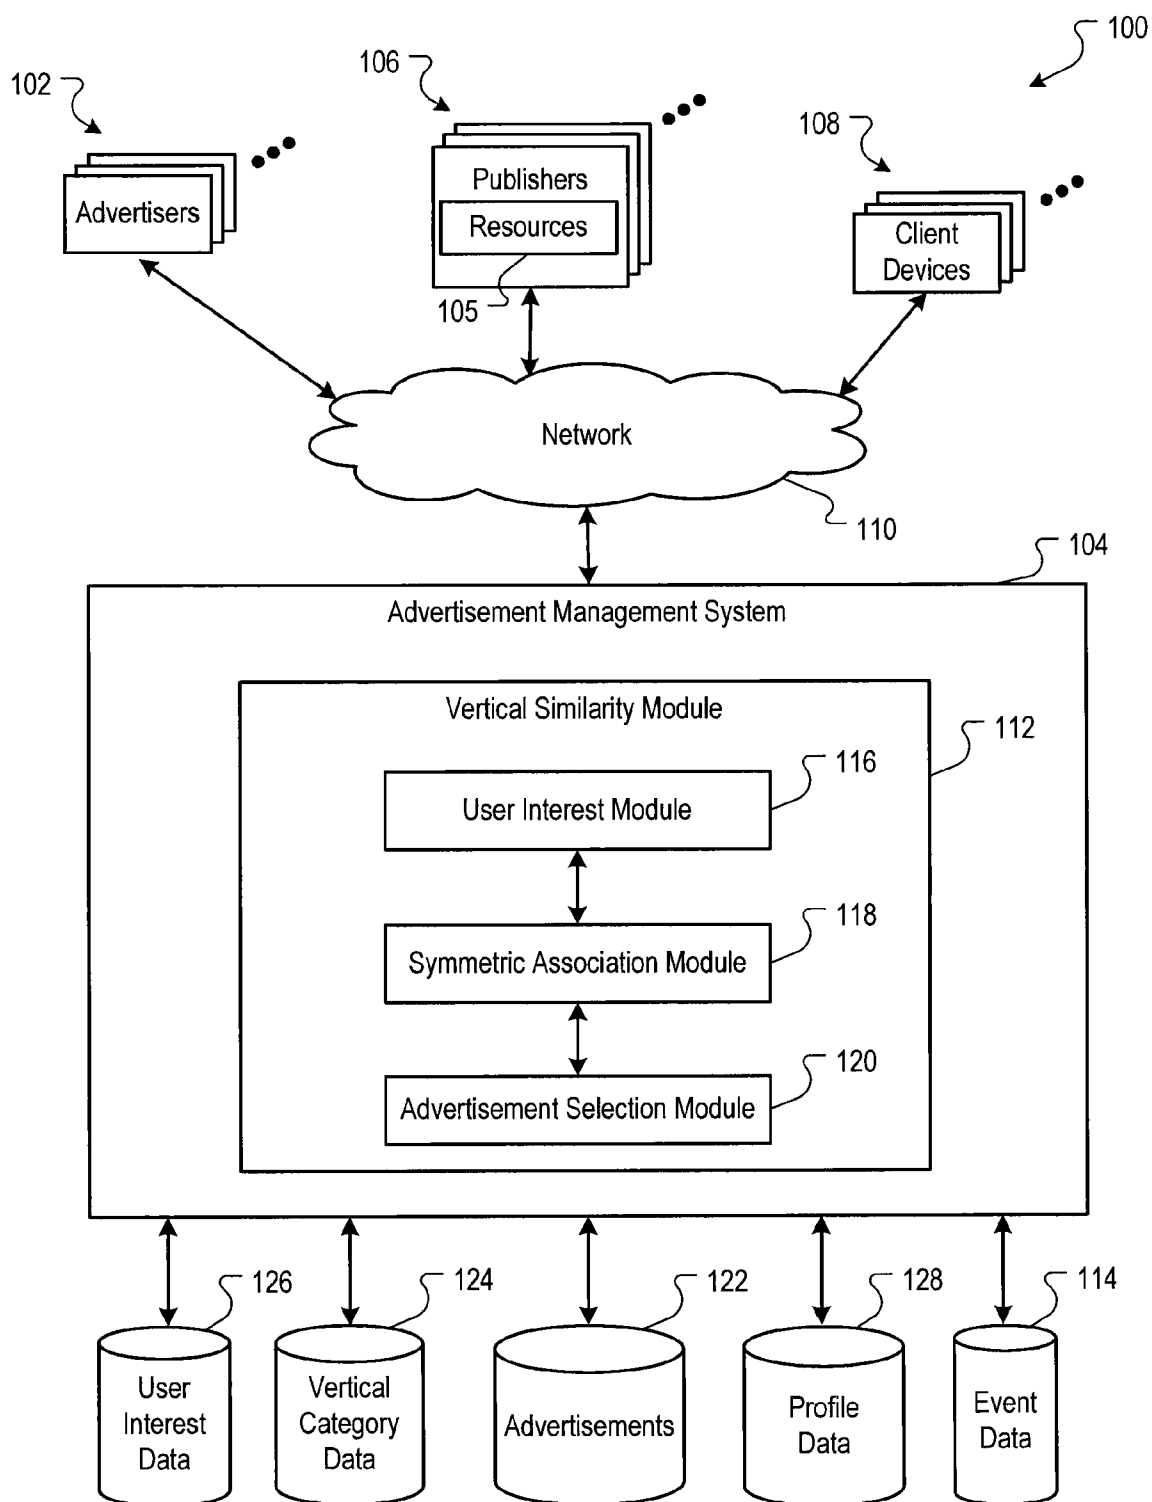 100
102
106
108
Advertisers
Publishers
Resources
Client
Devices
105
Network
110
104
Advertisement Management System
Vertical Similarity Module
112
116
User Interest Module
118
Symmetric Association Module
120
Advertisement Selection Module
126
124
122
128
114
User
Interest
Data
Vertical
Category
Data
Advertisements
Profile
Data
Event
Data